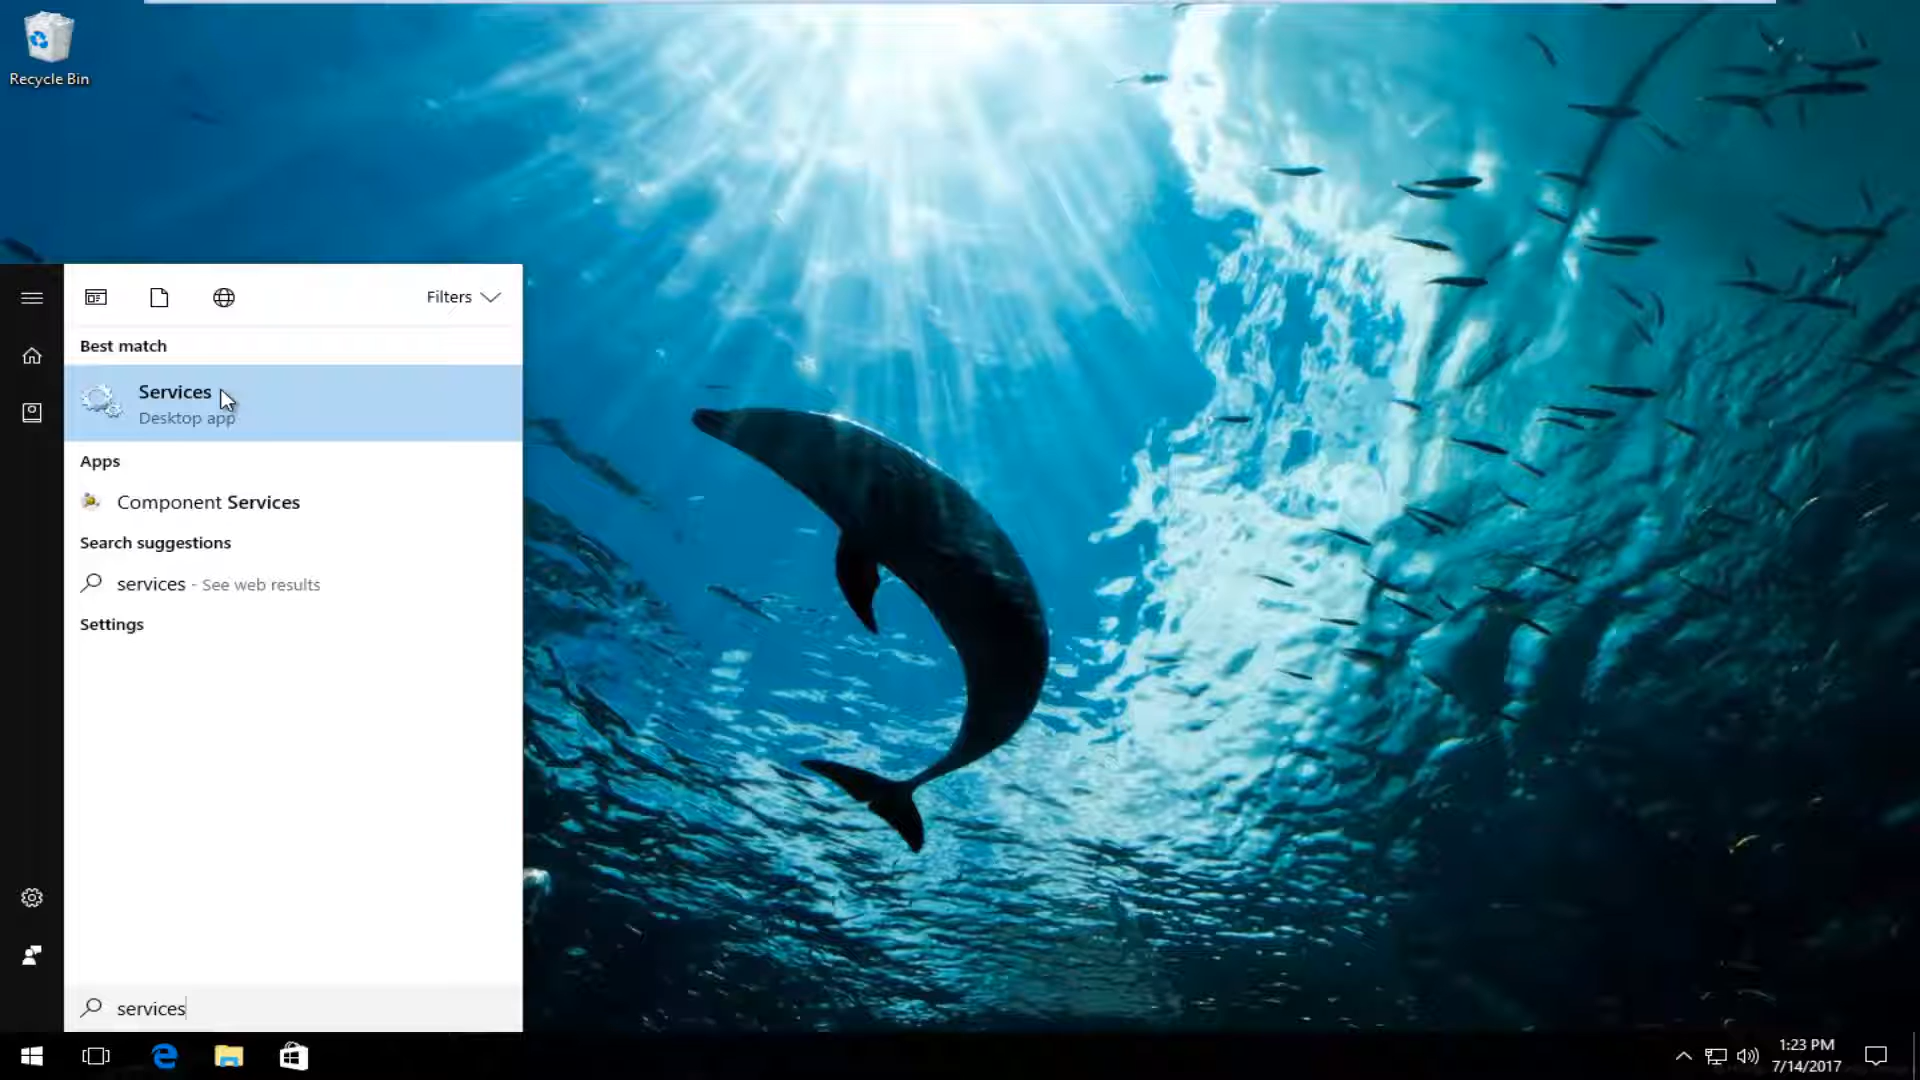 Recycle Bin
Filters
Best match
Services
Desktop app
Apps
Component Services
Search suggestions
services - See web results
Settings
services
1:23 PM
7/14/2017